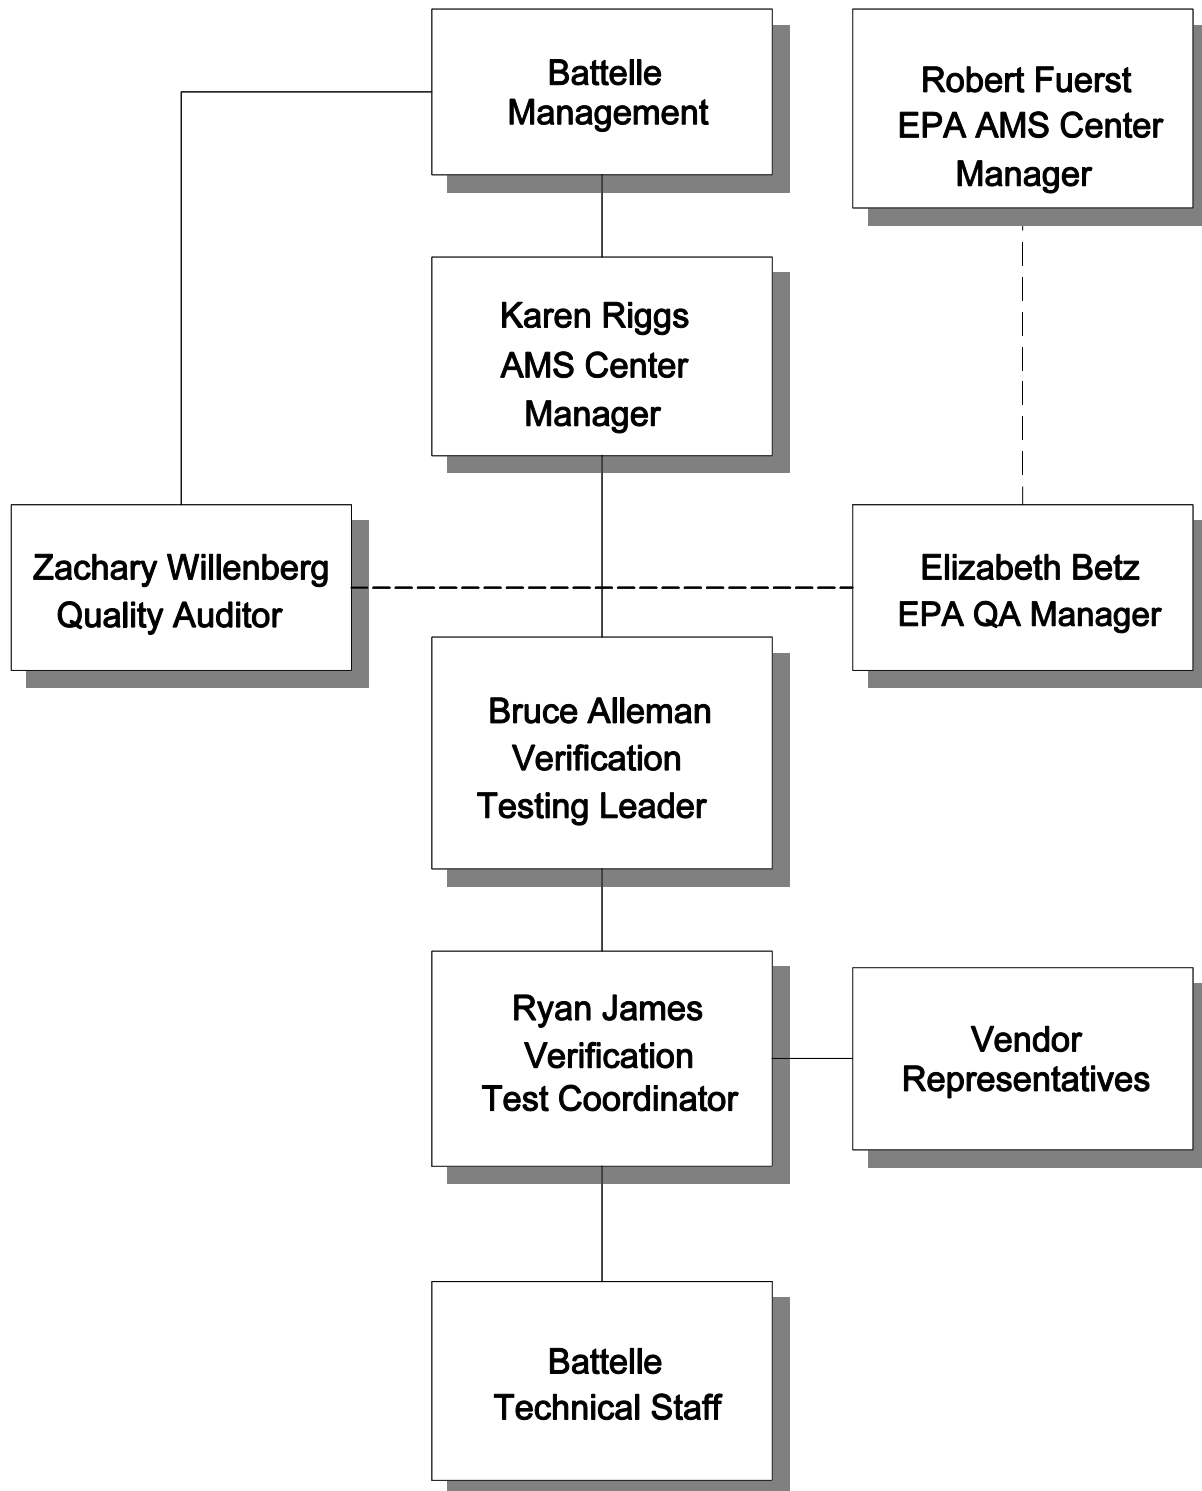 Battelle
Management
Robert Fuerst
EPA AMS Center
Manager
Karen Riggs
AMS Center
Manager
Zachary Willenberg
Quality Auditor
Elizabeth Betz
EPA QA Manager
Bruce Alleman
Verification
Testing Leader
Ryan James
Verification
Test Coordinator
Vendor
Representatives
Battelle
Technical Staff